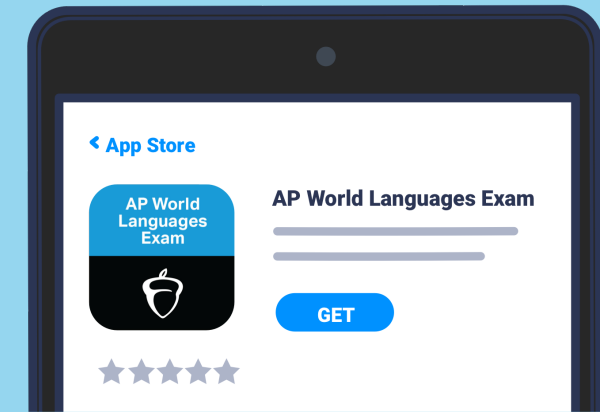 App Store
AP World
Languages
Exam
AP World Languages Exam
GET